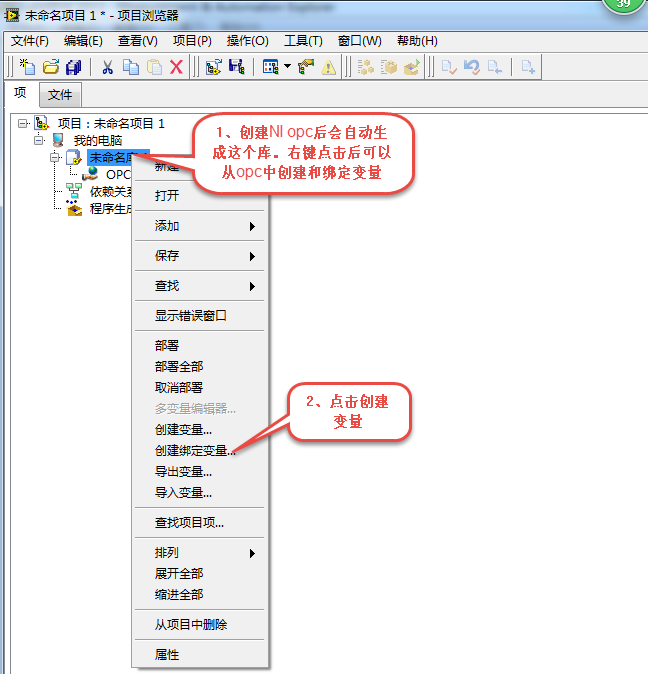 39
未命名项目 1 * - 项目浏览器
文件(F) 编辑(E) 查看(V) 项目(P) 操作(O) 工具(T) 窗口(W) 帮助(H)
项 文件
项目：未命名项目 1
我的电脑
未命名库
OPC
依赖关系
程序生成
1、创建NI opc后会自动生
成这个库。右键点击后可以
从opc中创建和绑定变量
新建
打开
添加
保存
查找
显示错误窗口
部署
部署全部
取消部署
多变量编辑器...
创建变量...
创建绑定变量...
导出变量...
导入变量...
2、点击创建
变量
查找项目项...
排列
展开全部
缩进全部
从项目中删除
属性